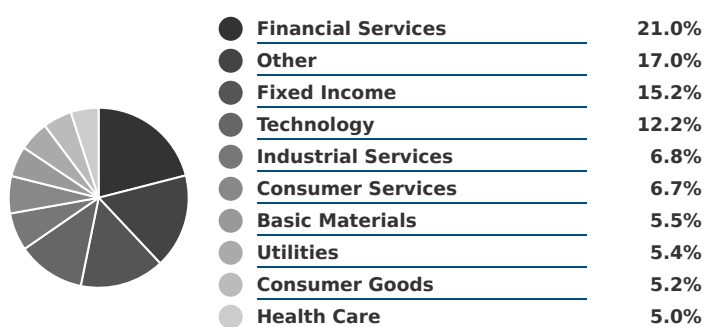 Financial Services 21.0%
Other 17.0%
Fixed Income 15.2%
Technology 12.2%
Industrial Services 6.8%
Consumer Services 6.7%
Basic Materials 5.5%
Utilities 5.4%
Consumer Goods 5.2%
Health Care 5.0%